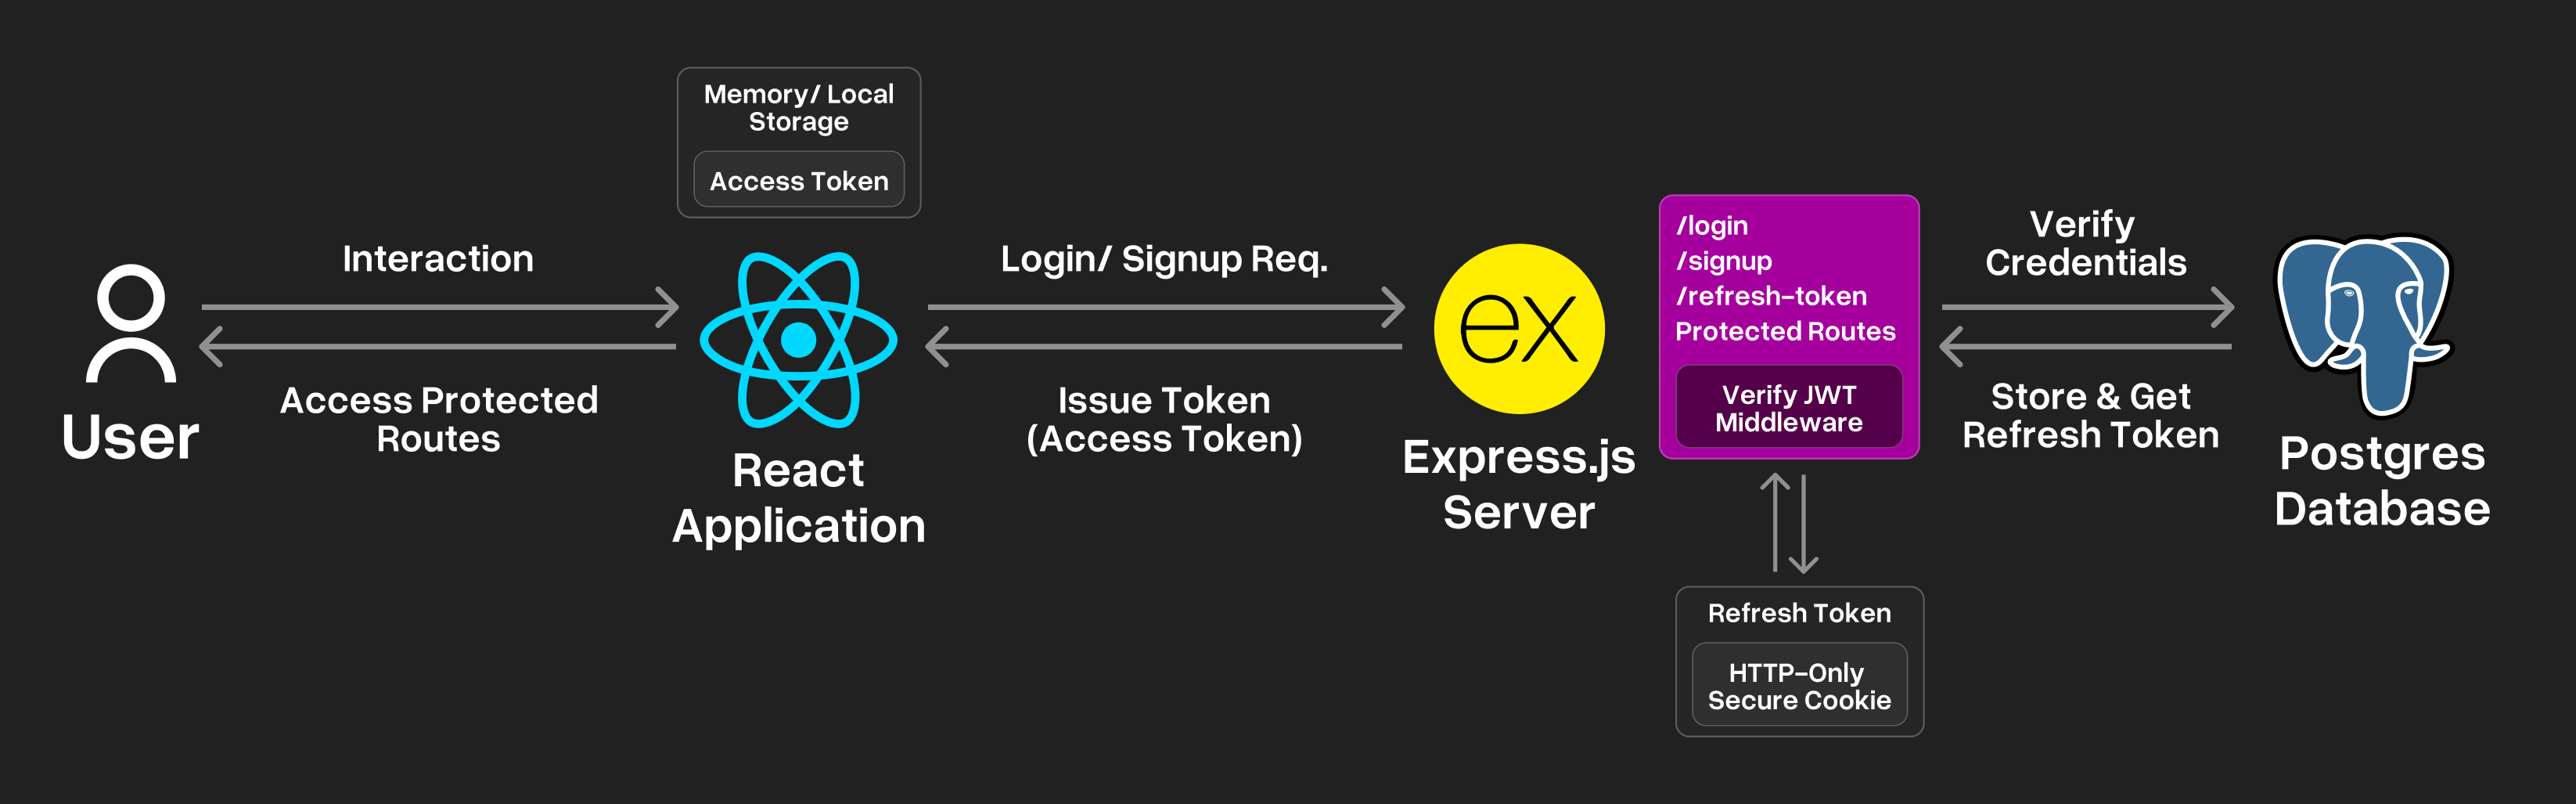 Memory/ Local
Storage
Access Token
Interaction
Access Protected
Routes
User
React
Application
Login/ Signup Req.
Issue Token
(Access Token)
ex
Express.js
Server
/login
/signup
/refresh-token
Protected Routes
Verify JWT
Middleware
Refresh Token
HTTP-Only
Secure Cookie
Verify
Credentials
Store & Get
Refresh Token
Postgres
Database